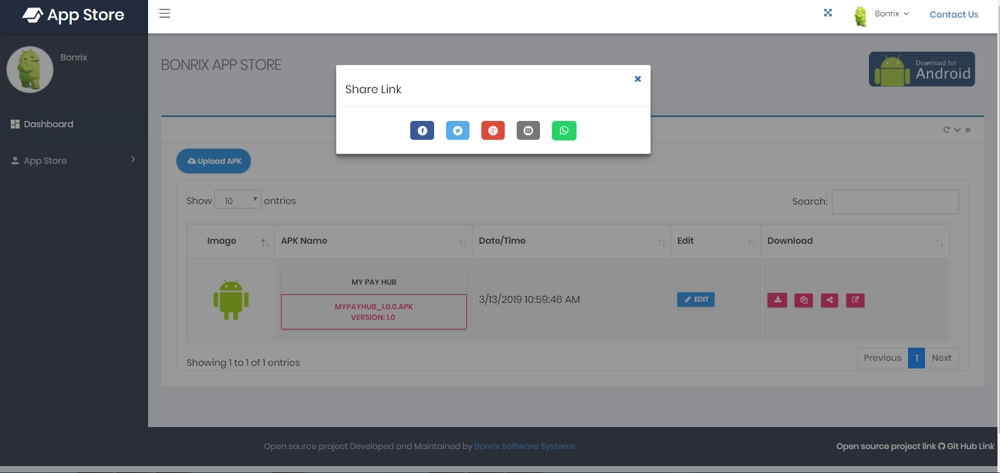 App Store
Bonrix
Contact Us
Bonrix
BONRIX APP STORE
Download for
Android
Share Link
Dashboard
App Store
Upload APK
Show 10 entries
Search:
Image
APK Name
Date/Time
Edit
Download
MY PAY HUB
MYPAYHUB_1.0.0.APK
VERSION: 1.0
3/13/2019 10:59:46 AM
EDIT
Showing 1 to 1 of 1 entries
Previous 1 Next
Open source project Developed and Maintained by Bonrix Software Systems
Open source project link Git Hub Link